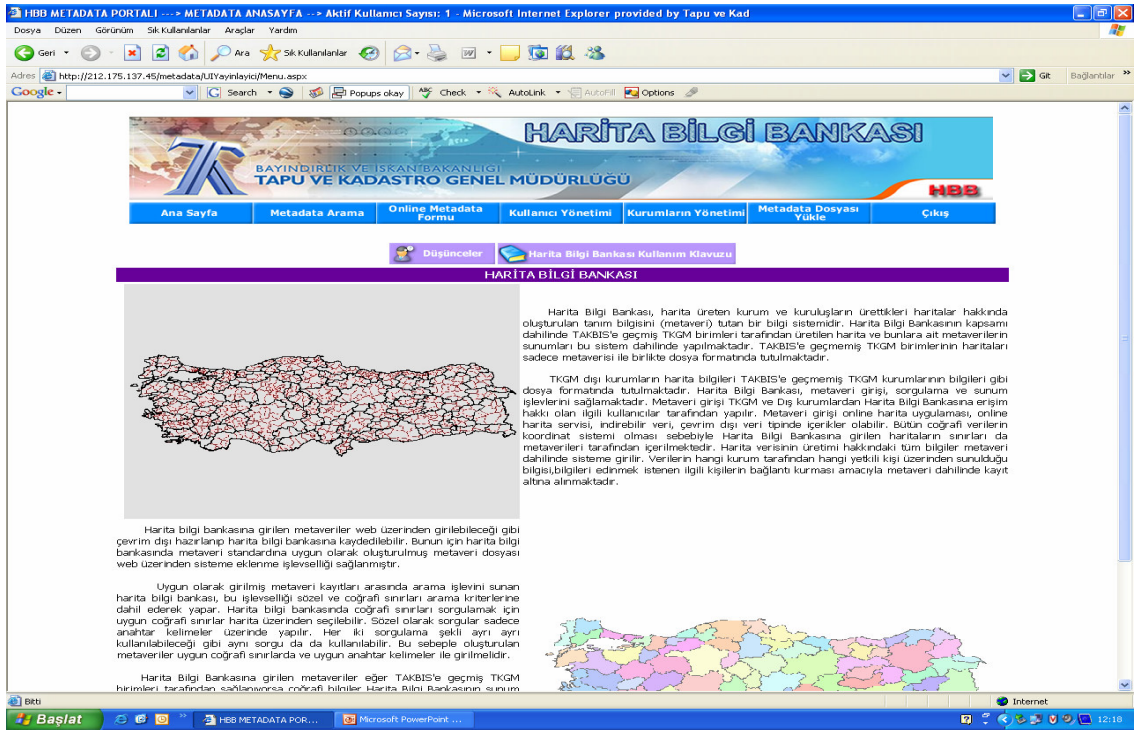 HBB METADATA PORTALI ---> METADATA ANASAYFA --> Aktif Kullanıcı Sayısı: 1 - Microsoft Internet Explorer provided by Tapu ve Kad
Dosya Düzen Görünüm Sık Kullanılanlar Araçlar Yardım
Geri Ara Sık Kullanılanlar
Adres http://212.175.137.45/metadata/UIYayinlayici/Menu.aspx Git Bağlantılar
Google Search Popups okay Check AutoLink AutoFill Options
HARİTA BİLGİ BANKASI
BAYINDIRLIK VE İSKAN BAKANLIGI
TAPU VE KADASTRO GENEL MÜDÜRLÜĞÜ
HBB
Ana Sayfa Metadata Arama Online Metadata Formu Kullanıcı Yönetimi Kurumların Yönetimi Metadata Dosyası Yükle Çıkış
Düşünceler Harita Bilgi Bankası Kullanım Klavuzu
HARİTA BİLGİ BANKASI
Harita Bilgi Bankası, harita üreten kurum ve kuruluşların ürettikleri haritalar hakkında
oluşturulan tanım bilgisini (metaveri) tutan bir bilgi sistemidir. Harita Bilgi Bankasının kapsamı
dahilinde TAKBIS'e geçmiş TKGM birimleri tarafından üretilen harita ve bunlara ait metaverilerin
sunumları bu sistem dahilinde yapılmaktadır. TAKBIS'e geçmemiş TKGM birimlerinin haritaları
sadece metaverisi ile birlikte dosya formatında tutulmaktadır.
TKGM dışı kurumların harita bilgileri TAKBIS'e geçmemiş TKGM kurumlarının bilgileri gibi
dosya formatında tutulmaktadır. Harita Bilgi Bankası, metaveri girişi, sorgulama ve sunum
işlevlerini sağlamaktadır. Metaveri girişi TKGM ve Dış kurumlardan Harita Bilgi Bankasına erişim
hakkı olan ilgili kullanıcılar tarafından yapılır. Metaveri girişi online harita uygulaması, online
harita servisi, indirebilir veri, çevrim dışı veri tipinde içerikler olabilir. Bütün coğrafi verilerin
koordinat sistemi olması sebebiyle Harita Bilgi Bankasına girilen haritaların sınırları da
metaverileri tarafından içerilmektedir. Harita verisinin üretimi hakkındaki tüm bilgiler metaveri
dahilinde sisteme girilir. Verilerin hangi kurum tarafından hangi yetkili kişi üzerinden sunulduğu
bilgisi,bilgileri edinmek istenen ilgili kişilerin bağlantı kurması amacıyla metaveri dahilinde kayıt
altına alınmaktadır.
Harita bilgi bankasına girilen metaveriler web üzerinden girilebileceği gibi
çevrim dışı hazırlanıp harita bilgi bankasına kaydedilebilir. Bunun için harita bilgi
bankasında metaveri standardına uygun olarak oluşturulmuş metaveri dosyası
web üzerinden sisteme eklenme işlevselliği sağlanmıştır.
Uygun olarak girilmiş metaveri kayıtları arasında arama işlevini sunan
harita bilgi bankası, bu işlevselliği sözel ve coğrafi sınırları arama kriterlerine
dahil ederek yapar. Harita bilgi bankasında coğrafi sınırları sorgulamak için
uygun coğrafi sınırlar harita üzerinden seçilebilir. Sözel olarak sorgular sadece
anahtar kelimeler üzerinde yapılır. Her iki sorgulama şekli ayrı ayrı
kullanılabileceği gibi aynı sorgu da da kullanılabilir. Bu sebeple oluşturulan
metaveriler uygun coğrafi sınırlarda ve uygun anahtar kelimeler ile girilmelidir.
Harita Bilgi Bankasına girilen metaveriler eğer TAKBIS'e geçmiş TKGM
birimleri tarafından sağlanıyorsa coğrafi bilgiler Harita Bilgi Bankasının sunum
Bitti Internet
Başlat HBB METADATA POR... Microsoft PowerPoint ... 12:18